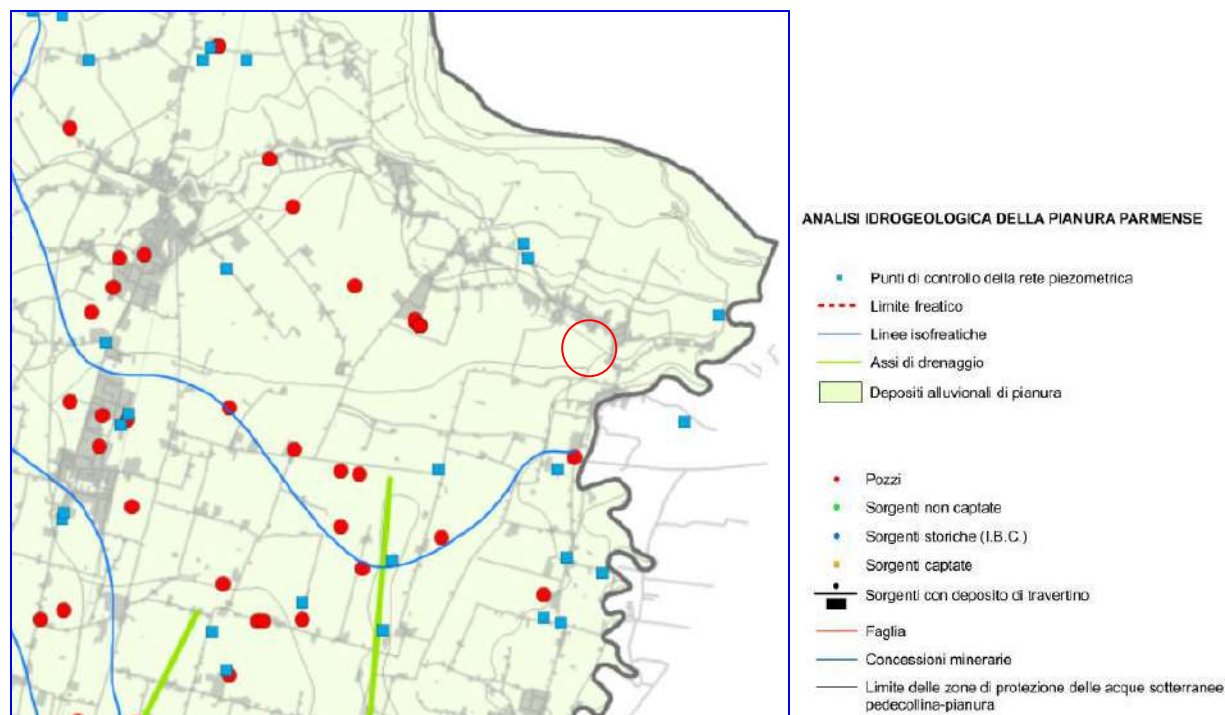 ANALISI IDROGEOLOGICA DELLA PIANURA PARMENSE
Punti di controllo della rete piezometrica
Limite freatico
Linee isofreatiche
Assi di drenaggio
Depositi alluvionali di pianura
Pozzi
Sorgenti non captate
Sorgenti storiche (I.B.C.)
Sorgenti captate
Sorgenti con deposito di travertino
Faglia
Concessioni minerarie
Limite delle zone di protezione delle acque sotterranee
pedecollina-pianura